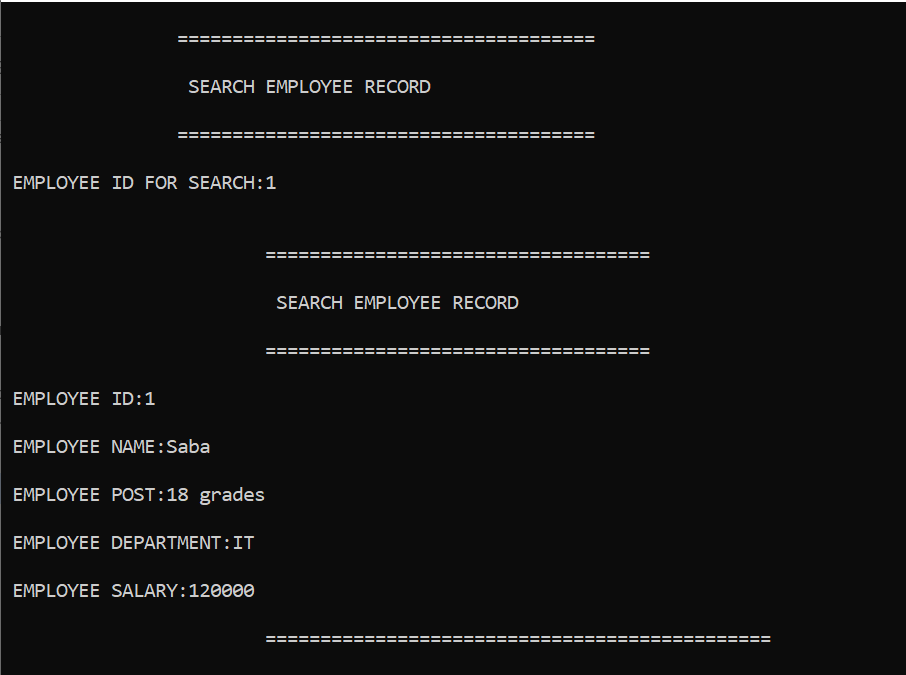 ======================================
SEARCH EMPLOYEE RECORD
======================================
EMPLOYEE ID FOR SEARCH:1
===================================
SEARCH EMPLOYEE RECORD
===================================
EMPLOYEE ID:1
EMPLOYEE NAME:Saba
EMPLOYEE POST:18 grades
EMPLOYEE DEPARTMENT:IT
EMPLOYEE SALARY:120000
==============================================